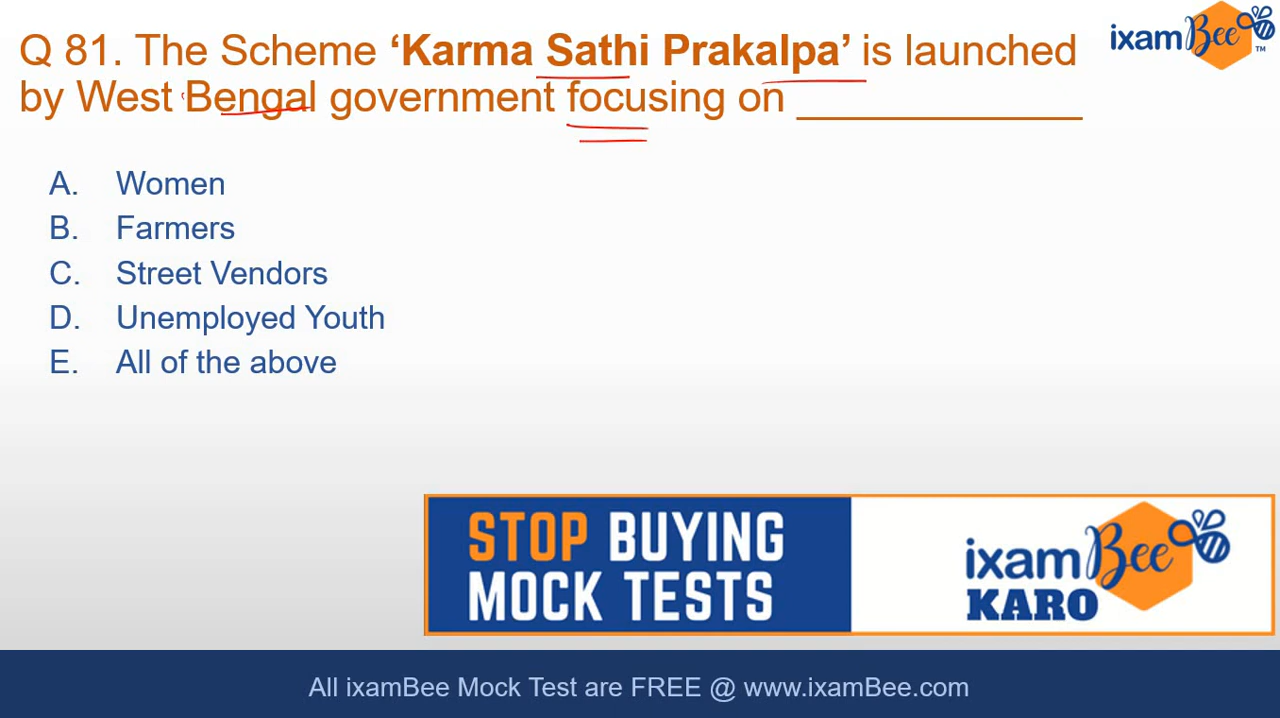 Q 81. The Scheme ‘Karma Sathi Prakalpa’ is launched
by West Bengal government focusing on ______________
ixamBee™
A. Women
B. Farmers
C. Street Vendors
D. Unemployed Youth
E. All of the above
STOP BUYING
MOCK TESTS
ixamBee
KARO
All ixamBee Mock Test are FREE @ www.ixamBee.com